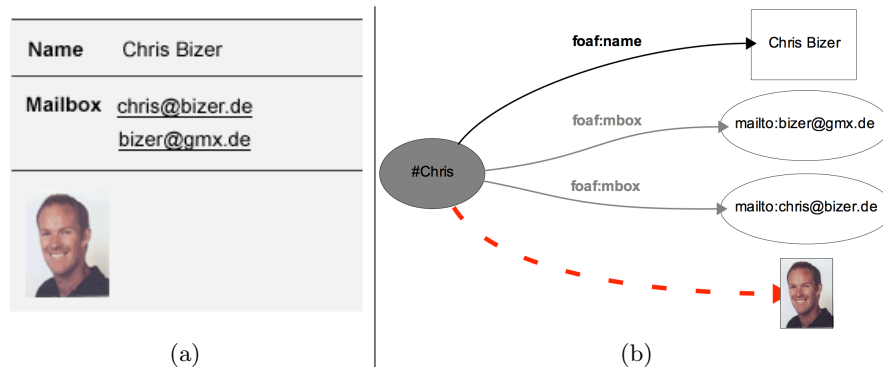 Name Chris Bizer
Mailbox chris@bizer.de
bizer@gmx.de
(a)
foaf:name
Chris Bizer
foaf:mbox
mailto:bizer@gmx.de
#Chris
foaf:mbox
mailto:chris@bizer.de
(b)